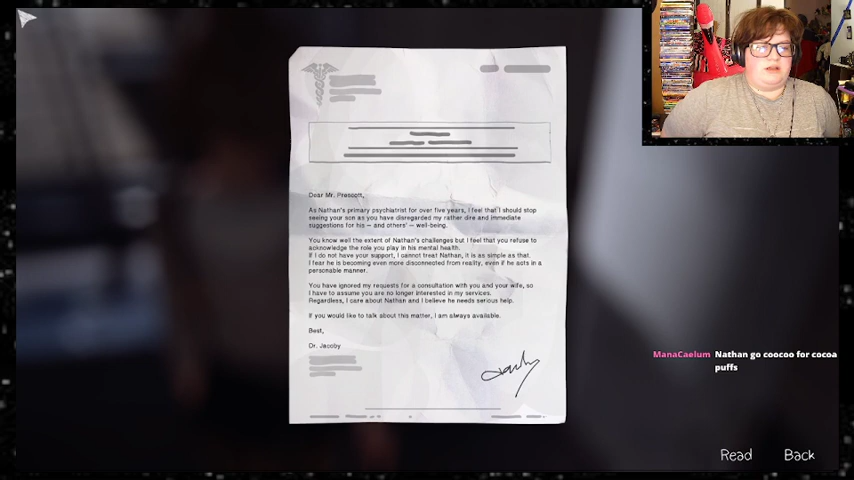 Dear Mr. Prescott,
As Nathan's primary psychiatrist for over five years, I feel that I should stop
seeing your son as you have disregarded my rather dire and immediate
suggestions for his – and others' – well-being.
You know well the extent of Nathan's challenges but I feel that you refuse to
acknowledge the role you play in his mental health.
If I do not have your support, I cannot treat Nathan, it is as simple as that.
I fear he is becoming even more disconnected from reality, even if he acts in a
personable manner.
You have ignored my requests for a consultation with you and your wife, so
I have to assume you are no longer interested in my services.
Regardless, I care about Nathan and I believe he needs serious help.
If you would like to talk about this matter, I am always available.
Best,
Dr. Jacoby
ManaCaelum Nathan go coocoo for cocoa
puffs
Read Back